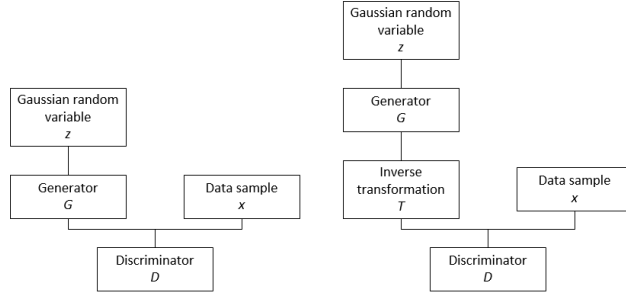 Gaussian random
variable
z
Generator
G
Data sample
x
Discriminator
D
Gaussian random
variable
z
Generator
G
Inverse
transformation
T
Data sample
x
Discriminator
D